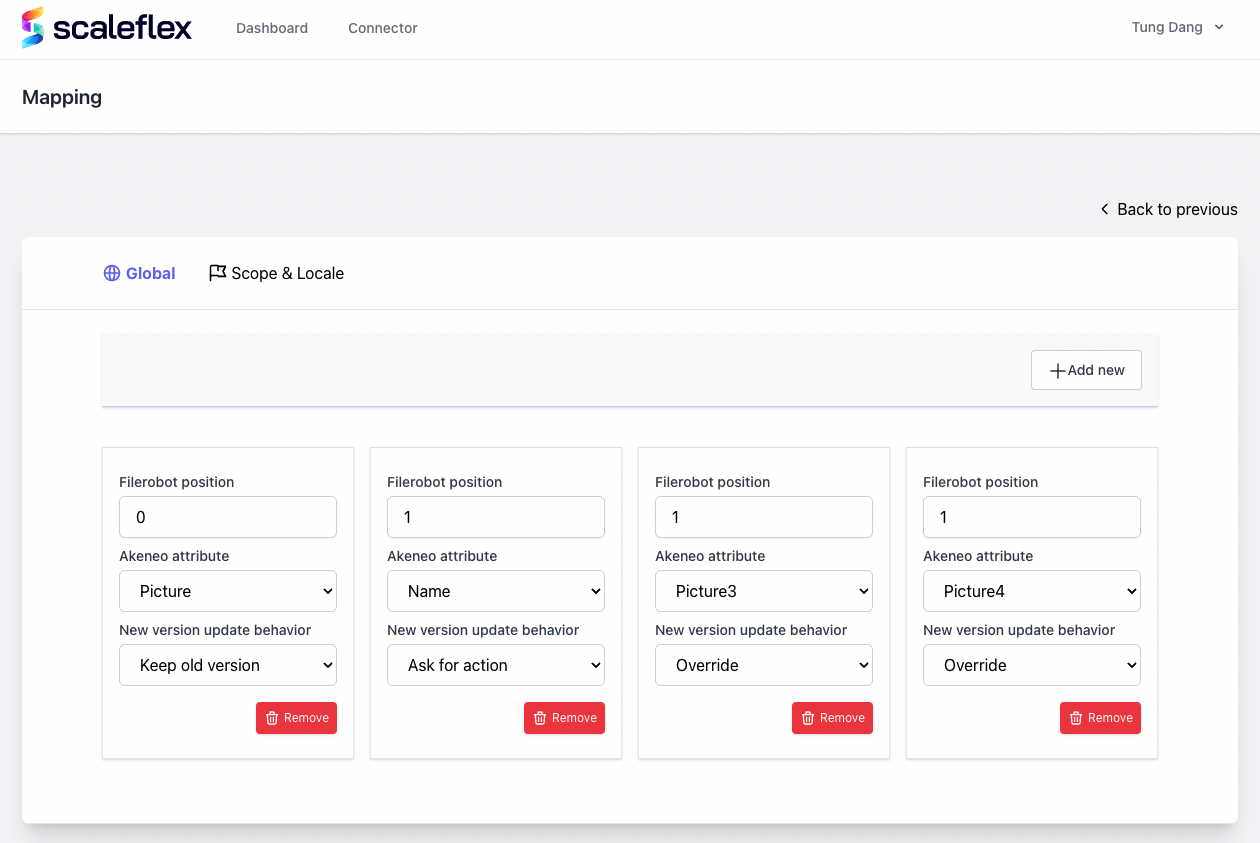 scaleflex Dashboard Connector Tung Dang
Mapping
Back to previous
Global Scope & Locale
Add new
Filerobot position Filerobot position Filerobot position Filerobot position
0 1 1 1
Akeneo attribute Akeneo attribute Akeneo attribute Akeneo attribute
Picture Name Picture3 Picture4
New version update behavior New version update behavior New version update behavior New version update behavior
Keep old version Ask for action Override Override
Remove Remove Remove Remove